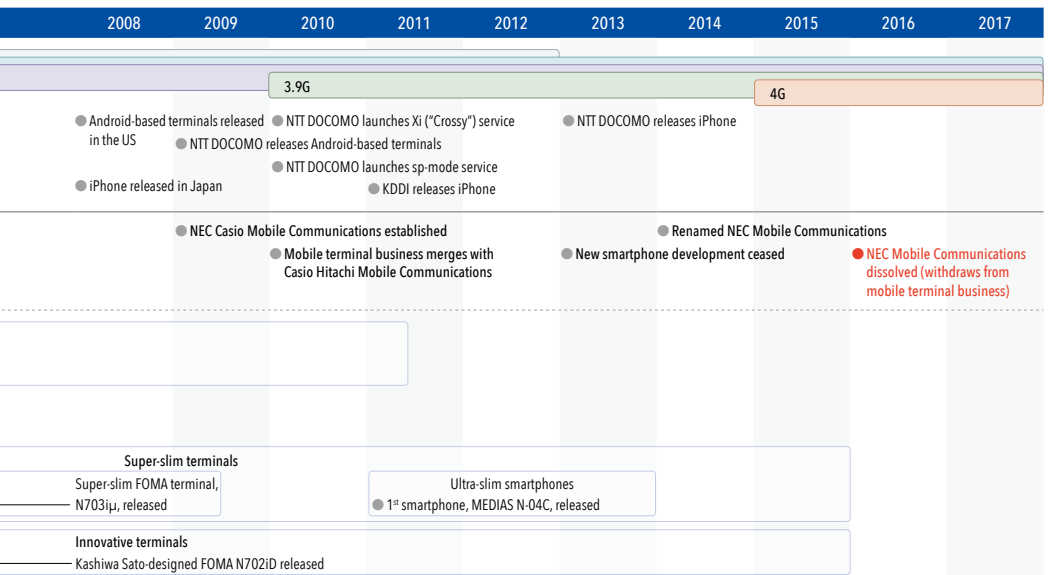 2008 2009 2010 2011 2012 2013 2014 2015 2016 2017
3.9G
4G
Android-based terminals released
in the US
NTT DOCOMO launches Xi (“Crossy”) service
NTT DOCOMO releases iPhone
NTT DOCOMO releases Android-based terminals
NTT DOCOMO launches sp-mode service
iPhone released in Japan
KDDI releases iPhone
NEC Casio Mobile Communications established
Renamed NEC Mobile Communications
Mobile terminal business merges with
Casio Hitachi Mobile Communications
New smartphone development ceased
NEC Mobile Communications
dissolved (withdraws from
mobile terminal business)
Super-slim terminals
Super-slim FOMA terminal,
N703iμ, released
Ultra-slim smartphones
1st smartphone, MEDIAS N-04C, released
Innovative terminals
Kashiwa Sato-designed FOMA N702iD released